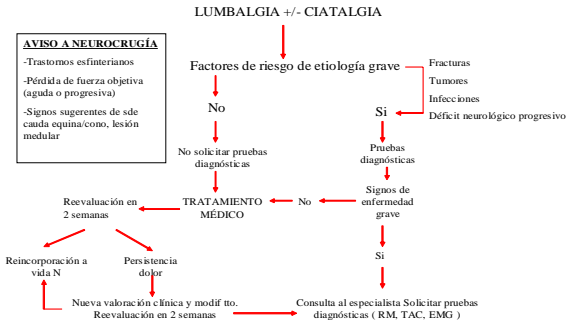 LUMBALGIA +/- CIATALGIA
AVISO A NEUROCRUGÍA
-Trastornos esfinterianos
-Pérdida de fuerza objetiva
(aguda o progresiva)
-Signos sugerentes de sde
cauda equina/cono, lesión
medular
Factores de riesgo de etiología grave
Fracturas
Tumores
Infecciones
Déficit neurológico progresivo
No
Si
No solicitar pruebas
diagnósticas
Pruebas
diagnósticas
Signos de
enfermedad
grave
No
TRATAMIENTO
MÉDICO
Reevaluación en
2 semanas
Reincorporación a
vida N
Persistencia
dolor
Si
Nueva valoración clínica y modif tto.
Reevaluación en 2 semanas
Consulta al especialista Solicitar pruebas
diagnósticas ( RM, TAC, EMG )